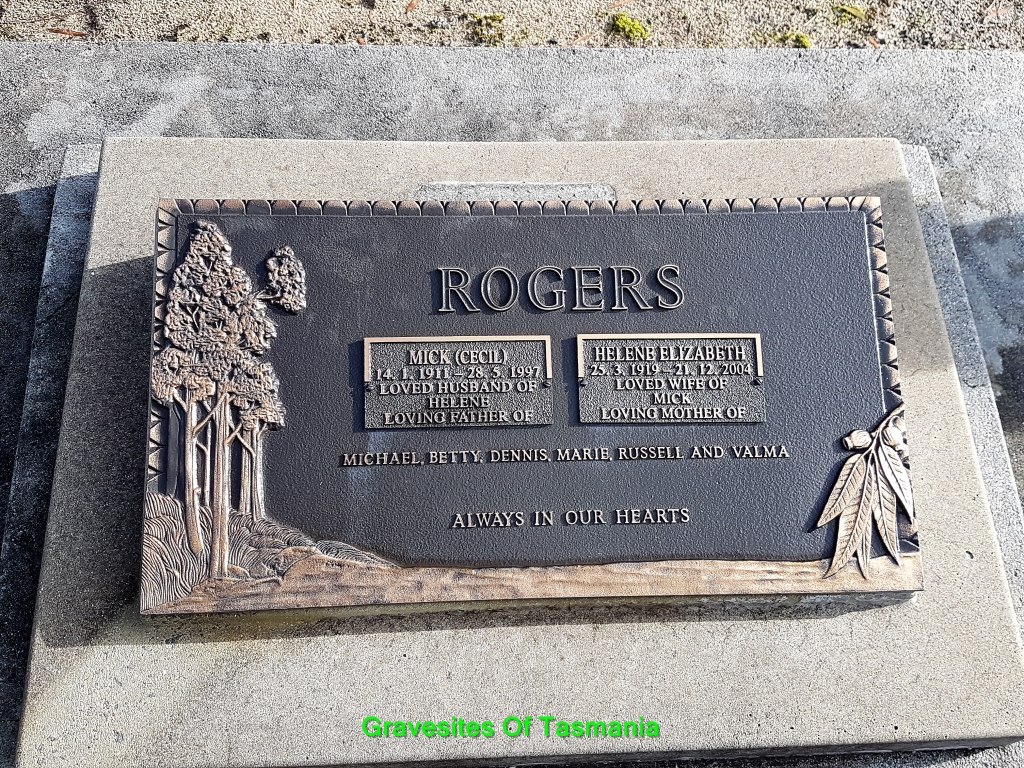 ROGERS
MICK (CECIL)
14. 1. 1911 – 28. 5. 1997
LOVED HUSBAND OF
HELENE
LOVING FATHER OF
HELENE ELIZABETH
25. 3. 1919 – 21. 12. 2004
LOVED WIFE OF
MICK
LOVING MOTHER OF
MICHAEL, BETTY, DENNIS, MARIE, RUSSELL AND VALMA
ALWAYS IN OUR HEARTS
Gravesites Of Tasmania